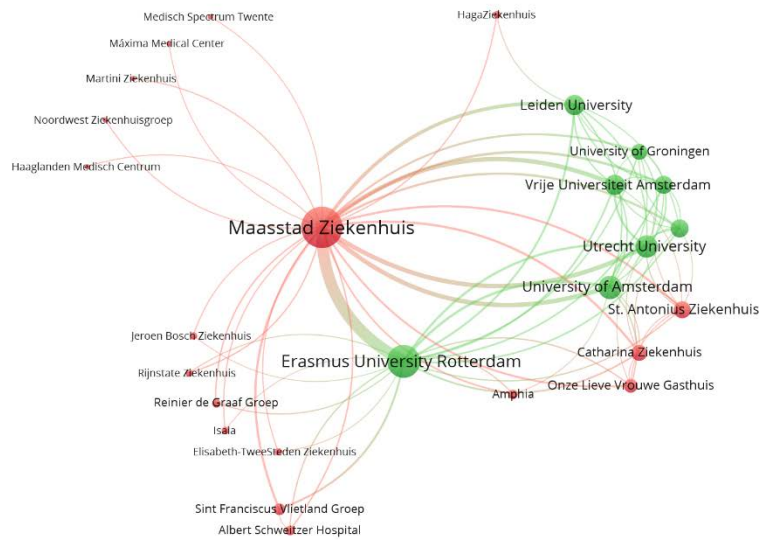 Medisch Spectrum Twente
HagaZiekenhuis
Máxima Medical Center
Martini Ziekenhuis
Leiden University
Noordwest Ziekenhuisgroep
University of Groningen
Haaglanden Medisch Centrum
Vrije Universiteit Amsterdam
Maasstad Ziekenhuis
Utrecht University
University of Amsterdam
St. Antonius Ziekenhuis
Jeroen Bosch Ziekenhuis
Catharina Ziekenhuis
Erasmus University Rotterdam
Rijnstate Ziekenhuis
Onze Lieve Vrouwe Gasthuis
Amphia
Reinier de Graaf Groep
Isala
Elisabeth-TweeSteden Ziekenhuis
Sint Franciscus Vlietland Groep
Albert Schweitzer Hospital